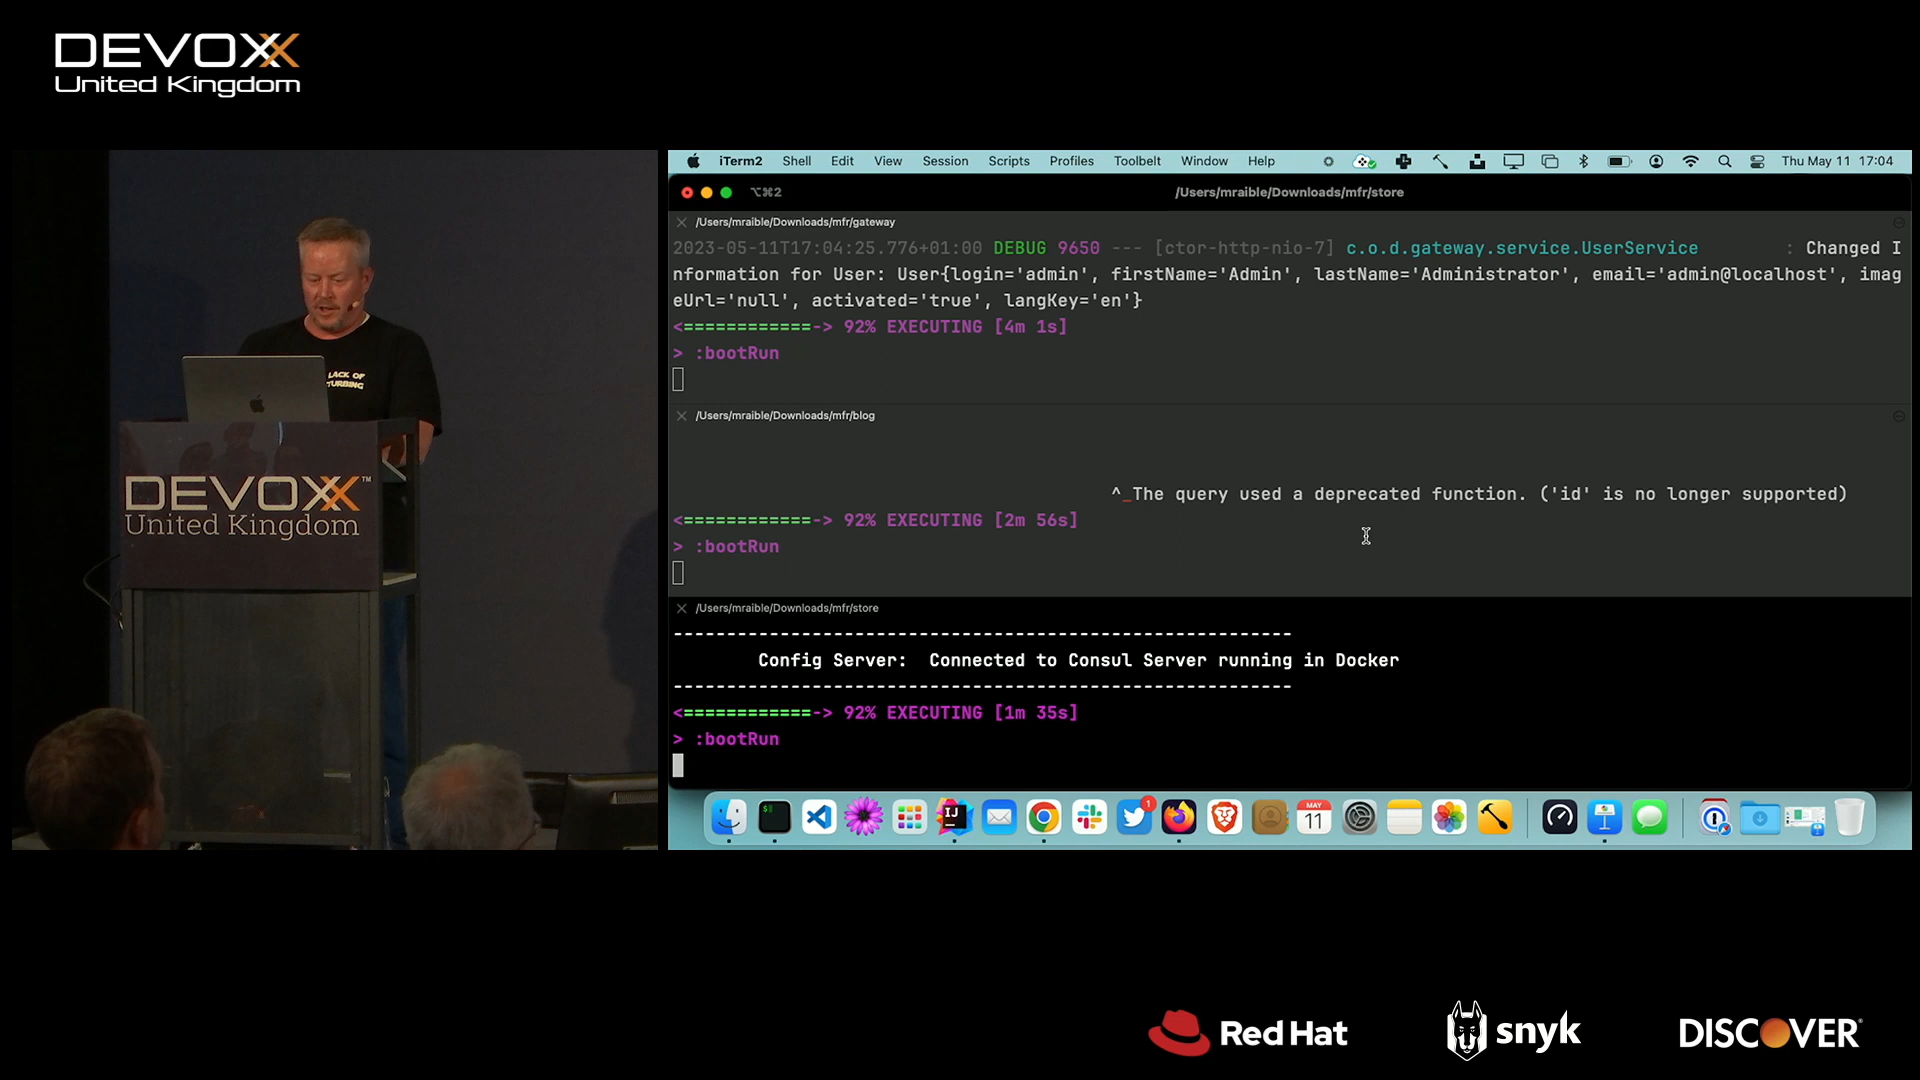 DEVOXX
United Kingdom
iTerm2 Shell Edit View Session Scripts Profiles Toolbelt Window Help Thu May 11 17:04
⌥⌘2 /Users/mraible/Downloads/mfr/store
/Users/mraible/Downloads/mfr/gateway
2023-05-11T17:04:25.776+01:00 DEBUG 9650 --- [ctor-http-nio-7] c.o.d.gateway.service.UserService : Changed I
nformation for User: User{login='admin', firstName='Admin', lastName='Administrator', email='admin@localhost', imag
eUrl='null', activated='true', langKey='en'}
<============-> 92% EXECUTING [4m 1s]
> :bootRun
/Users/mraible/Downloads/mfr/blog
^_The query used a deprecated function. ('id' is no longer supported)
<============-> 92% EXECUTING [2m 56s]
> :bootRun
/Users/mraible/Downloads/mfr/store
----------------------------------------------------------
Config Server: Connected to Consul Server running in Docker
----------------------------------------------------------
<============-> 92% EXECUTING [1m 35s]
> :bootRun
MAY
11
IJ
1
LACK OF
TURBING
DEVOXX™
United Kingdom
Red Hat
snyk
DISCOVER